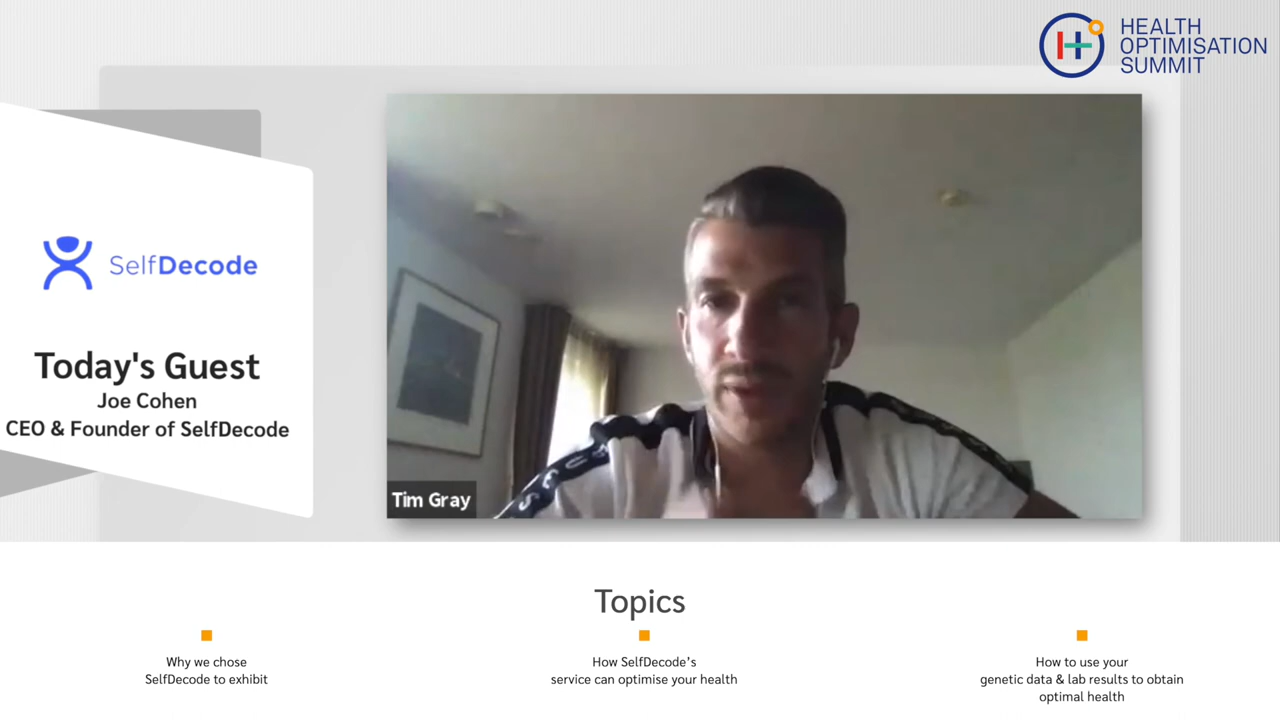 HEALTH
OPTIMISATION
SUMMIT
SelfDecode
Today's Guest
Joe Cohen
CEO & Founder of SelfDecode
Tim Gray
Topics
Why we chose
SelfDecode to exhibit
How SelfDecode's
service can optimise your health
How to use your
genetic data & lab results to obtain
optimal health